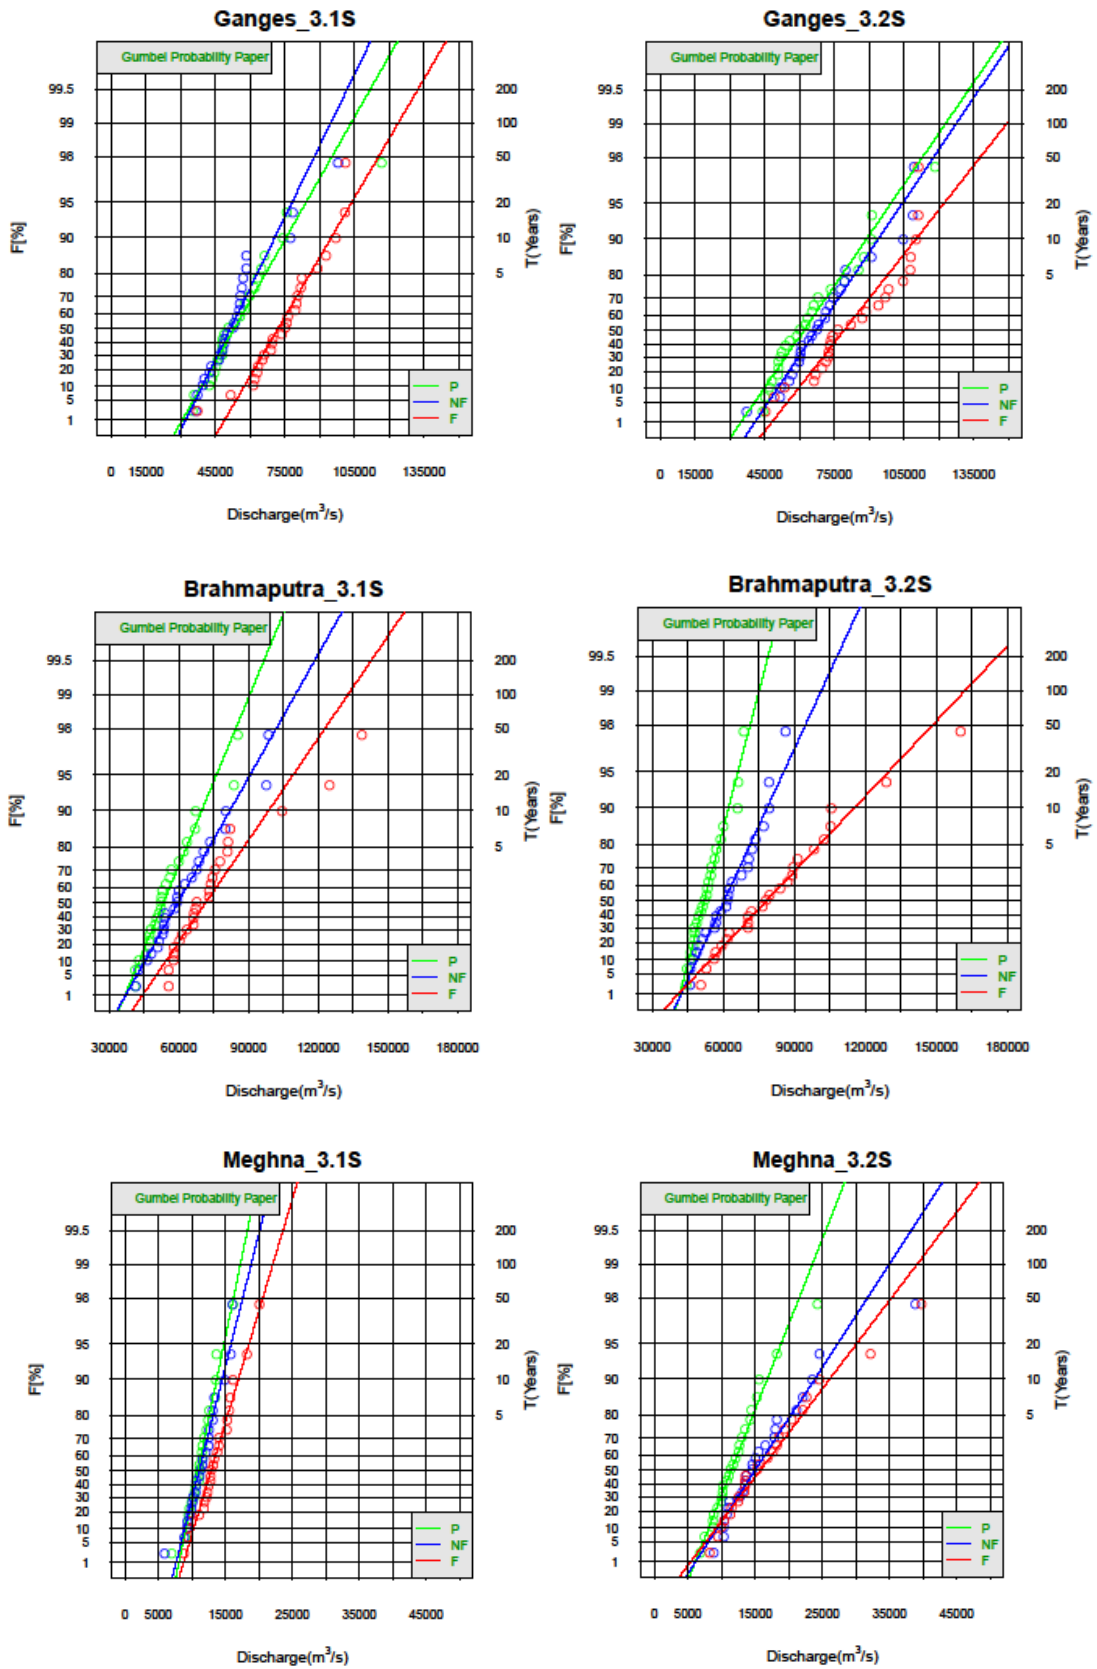 Ganges_3.1S
Gumbel Probability Paper
99.5
99
98
95
90
80
70
60
50
40
30
20
10
5
1
F[%]
200
100
50
20
10
5
T(Years)
P
NF
F
0 15000 45000 75000 105000 135000
Discharge(m³/s)
Ganges_3.2S
Gumbel Probability Paper
99.5
99
98
95
90
80
70
60
50
40
30
20
10
5
1
F[%]
200
100
50
20
10
5
T(Years)
P
NF
F
0 15000 45000 75000 105000 135000
Discharge(m³/s)
Brahmaputra_3.1S
Gumbel Probability Paper
99.5
99
98
95
90
80
70
60
50
40
30
20
10
5
1
F[%]
200
100
50
20
10
5
T(Years)
P
NF
F
30000 60000 90000 120000 150000 180000
Discharge(m³/s)
Brahmaputra_3.2S
Gumbel Probability Paper
99.5
99
98
95
90
80
70
60
50
40
30
20
10
5
1
F[%]
200
100
50
20
10
5
T(Years)
P
NF
F
30000 60000 90000 120000 150000 180000
Discharge(m³/s)
Meghna_3.1S
Gumbel Probability Paper
99.5
99
98
95
90
80
70
60
50
40
30
20
10
5
1
F[%]
200
100
50
20
10
5
T(Years)
P
NF
F
0 5000 15000 25000 35000 45000
Discharge(m³/s)
Meghna_3.2S
Gumbel Probability Paper
99.5
99
98
95
90
80
70
60
50
40
30
20
10
5
1
F[%]
200
100
50
20
10
5
T(Years)
P
NF
F
0 5000 15000 25000 35000 45000
Discharge(m³/s)